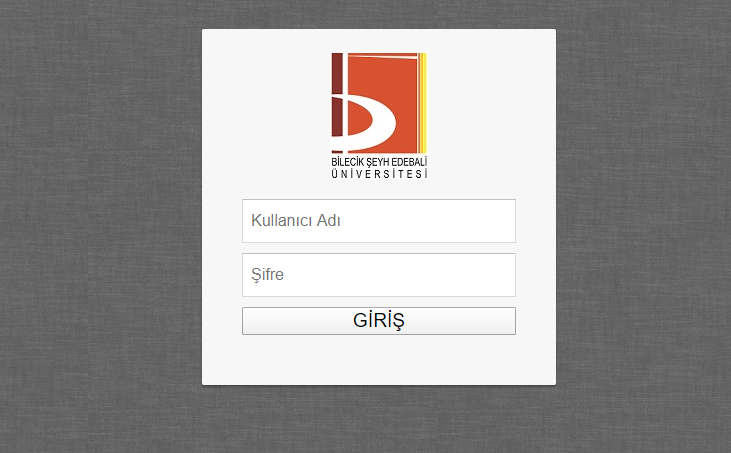 BİLECİK ŞEYH EDEBALİ
ÜNİVERSİTESİ
Kullanıcı Adı
Şifre
GİRİŞ